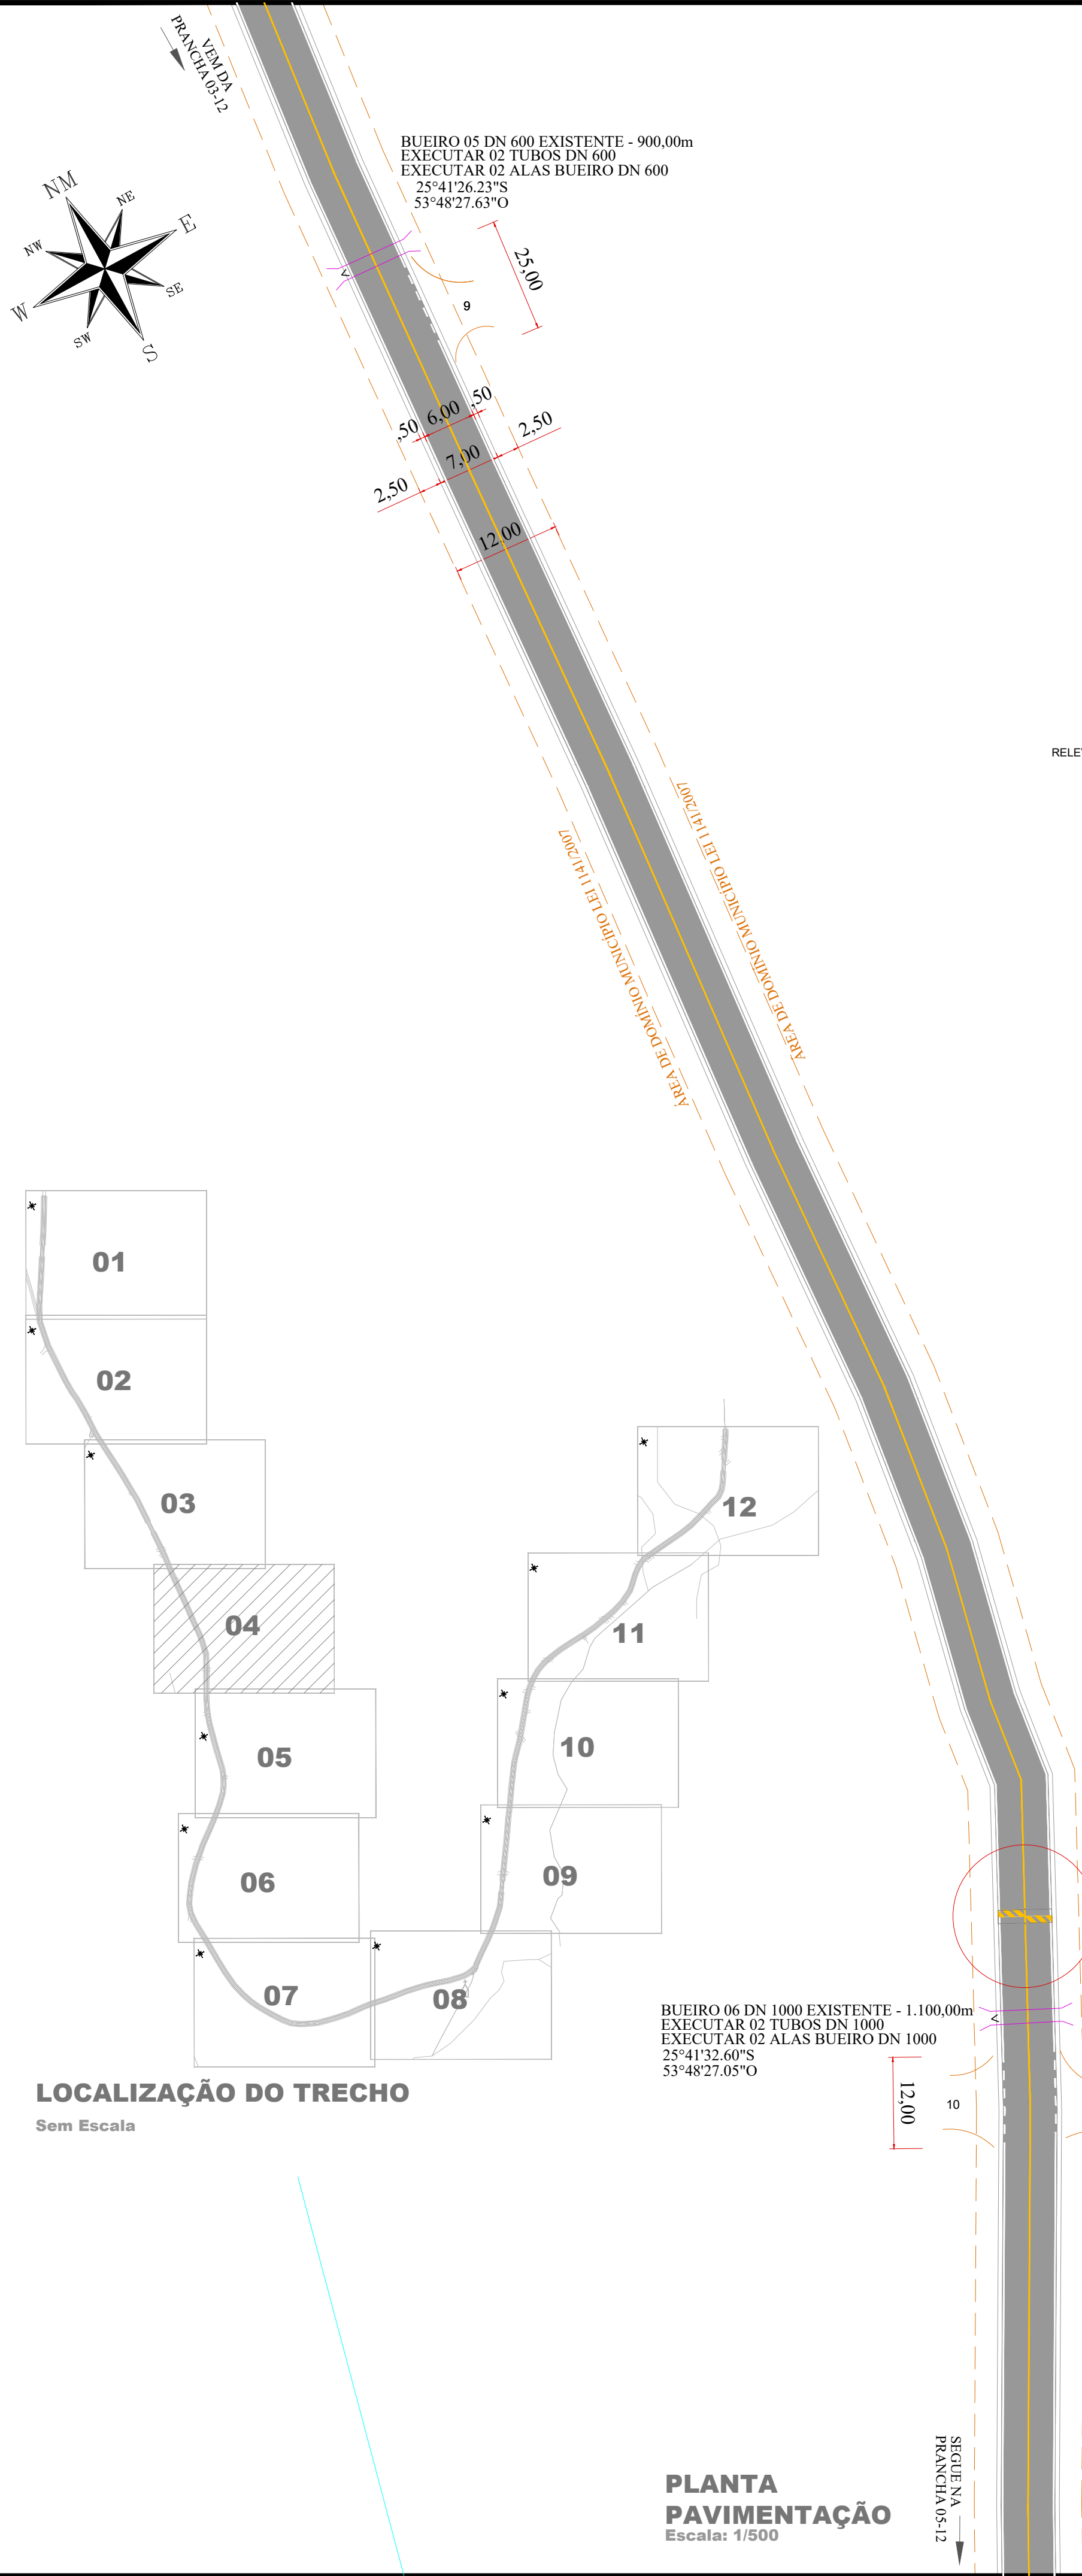 VEM DA
PRANCHA 03-12
BUEIRO 05 DN 600 EXISTENTE - 900,00m
EXECUTAR 02 TUBOS DN 600
EXECUTAR 02 ALAS BUEIRO DN 600
25°41'26.23"S
53°48'27.63"O
NM
NE
E
NW
SE
W
SW
S
25,00
9
,50
6,00
,50
2,50
7,00
2,50
12,00
ÁREA DE DOMÍNIO MUNICÍPIO LEI 1141/2007
ÁREA DE DOMÍNIO MUNICÍPIO LEI 1141/2007
01
02
03
04
05
06
07
08
09
10
11
12
LOCALIZAÇÃO DO TRECHO
Sem Escala
BUEIRO 06 DN 1000 EXISTENTE - 1.100,00m
EXECUTAR 02 TUBOS DN 1000
EXECUTAR 02 ALAS BUEIRO DN 1000
25°41'32.60"S
53°48'27.05"O
12,00
10
SEGUE NA
PRANCHA 05-12
PLANTA
PAVIMENTAÇÃO
Escala: 1/500